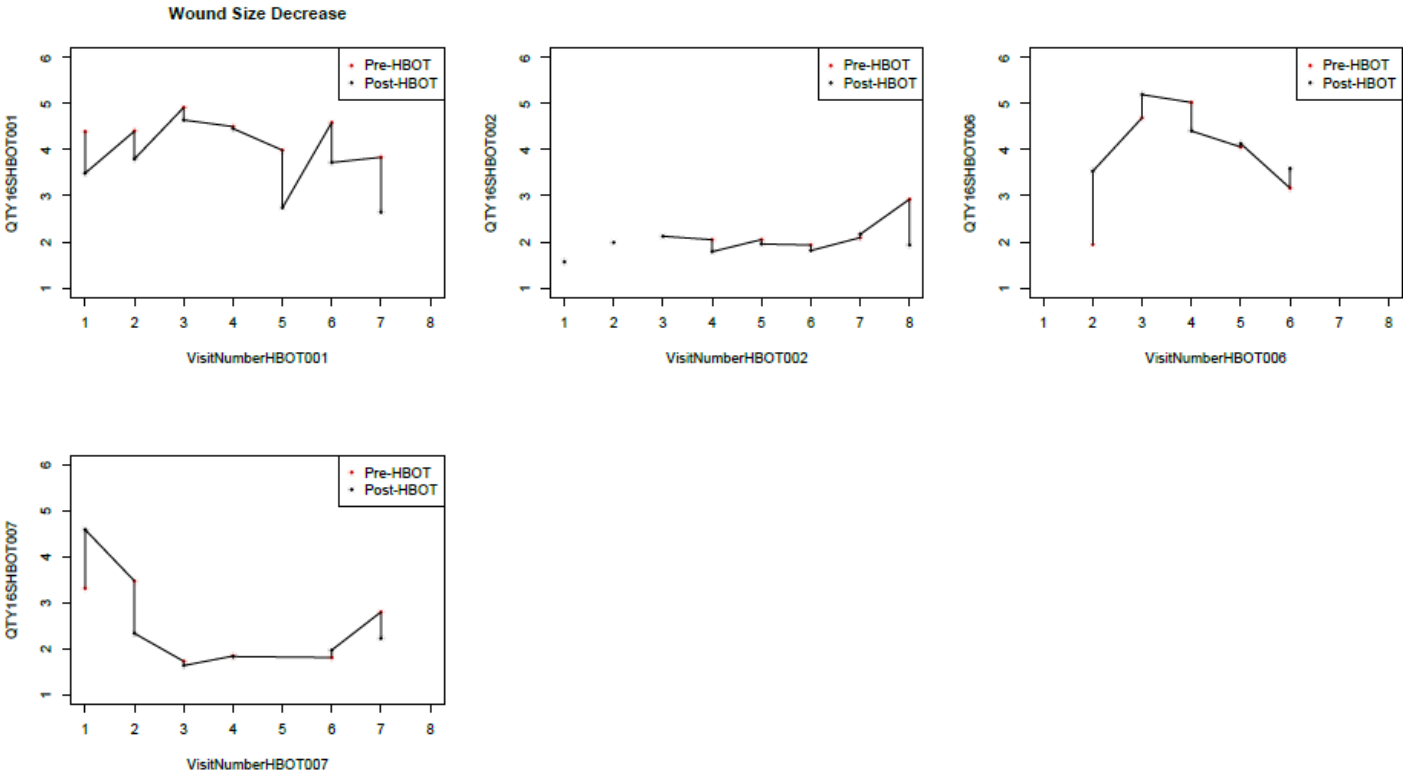 Wound Size Decrease
QTY16SHBOT001
6
5
4
3
2
1
Pre-HBOT
Post-HBOT
1 2 3 4 5 6 7 8
VisitNumberHBOT001
QTY16SHBOT002
6
5
4
3
2
1
Pre-HBOT
Post-HBOT
1 2 3 4 5 6 7 8
VisitNumberHBOT002
QTY16SHBOT006
6
5
4
3
2
1
Pre-HBOT
Post-HBOT
1 2 3 4 5 6 7 8
VisitNumberHBOT006
QTY16SHBOT007
6
5
4
3
2
1
Pre-HBOT
Post-HBOT
1 2 3 4 5 6 7 8
VisitNumberHBOT007